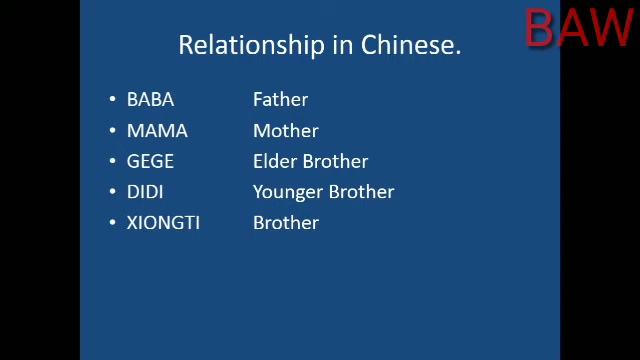 BAW
Relationship in Chinese.
• BABA Father
• MAMA Mother
• GEGE Elder Brother
• DIDI Younger Brother
• XIONGTI Brother